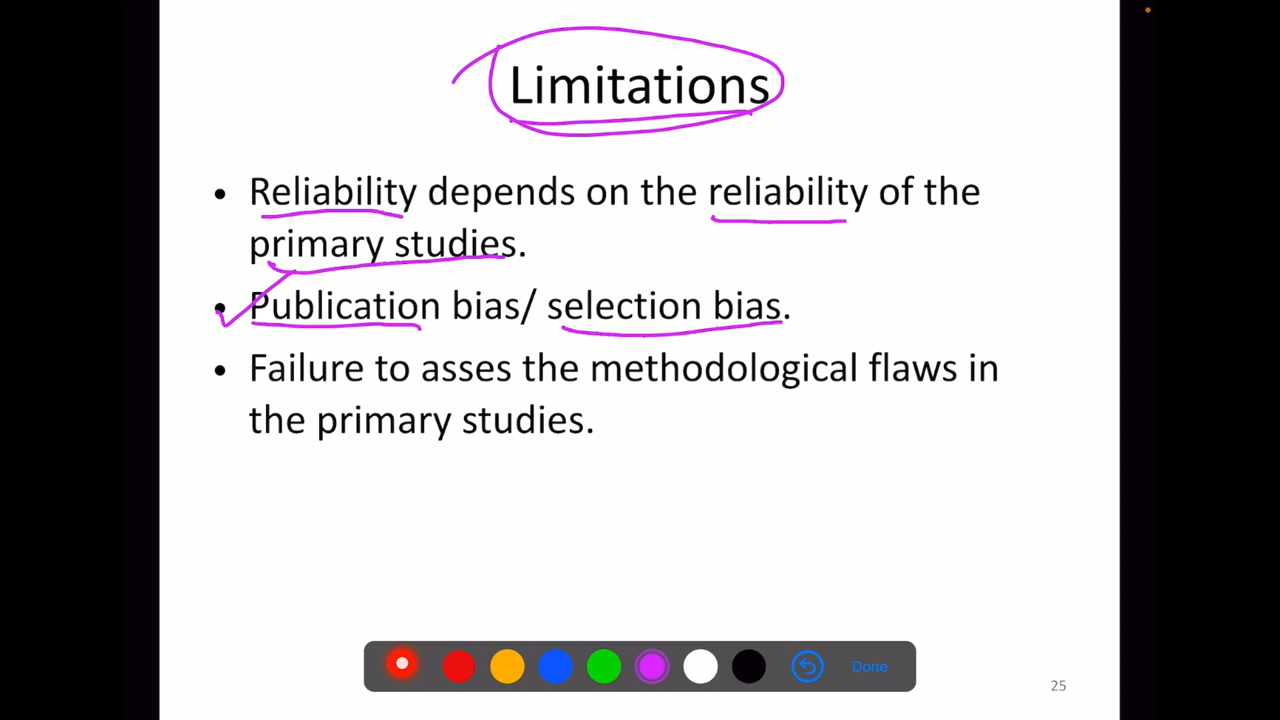 Limitations
• Reliability depends on the reliability of the
primary studies.
• Publication bias/ selection bias.
• Failure to asses the methodological flaws in
the primary studies.
Done
25